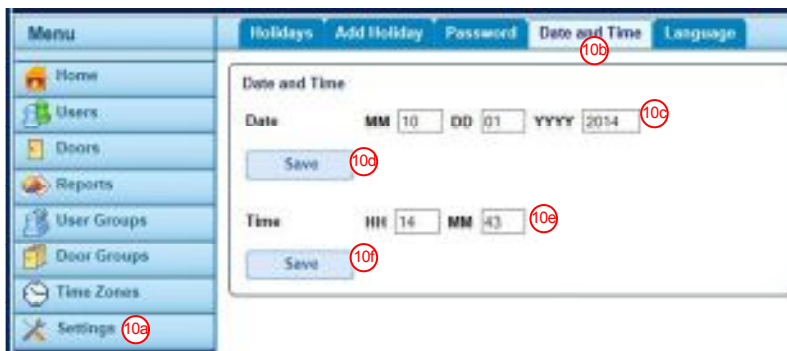 Menu
Holidays Add Holiday Password Date and Time Language
10b
Home
Users
Doors
Reports
User Groups
Door Groups
Time Zones
Settings 10a
Date and Time
Date MM 10 DD 01 YYYY 2014 10c
Save 10d
Time HH 14 MM 43 10e
Save 10f